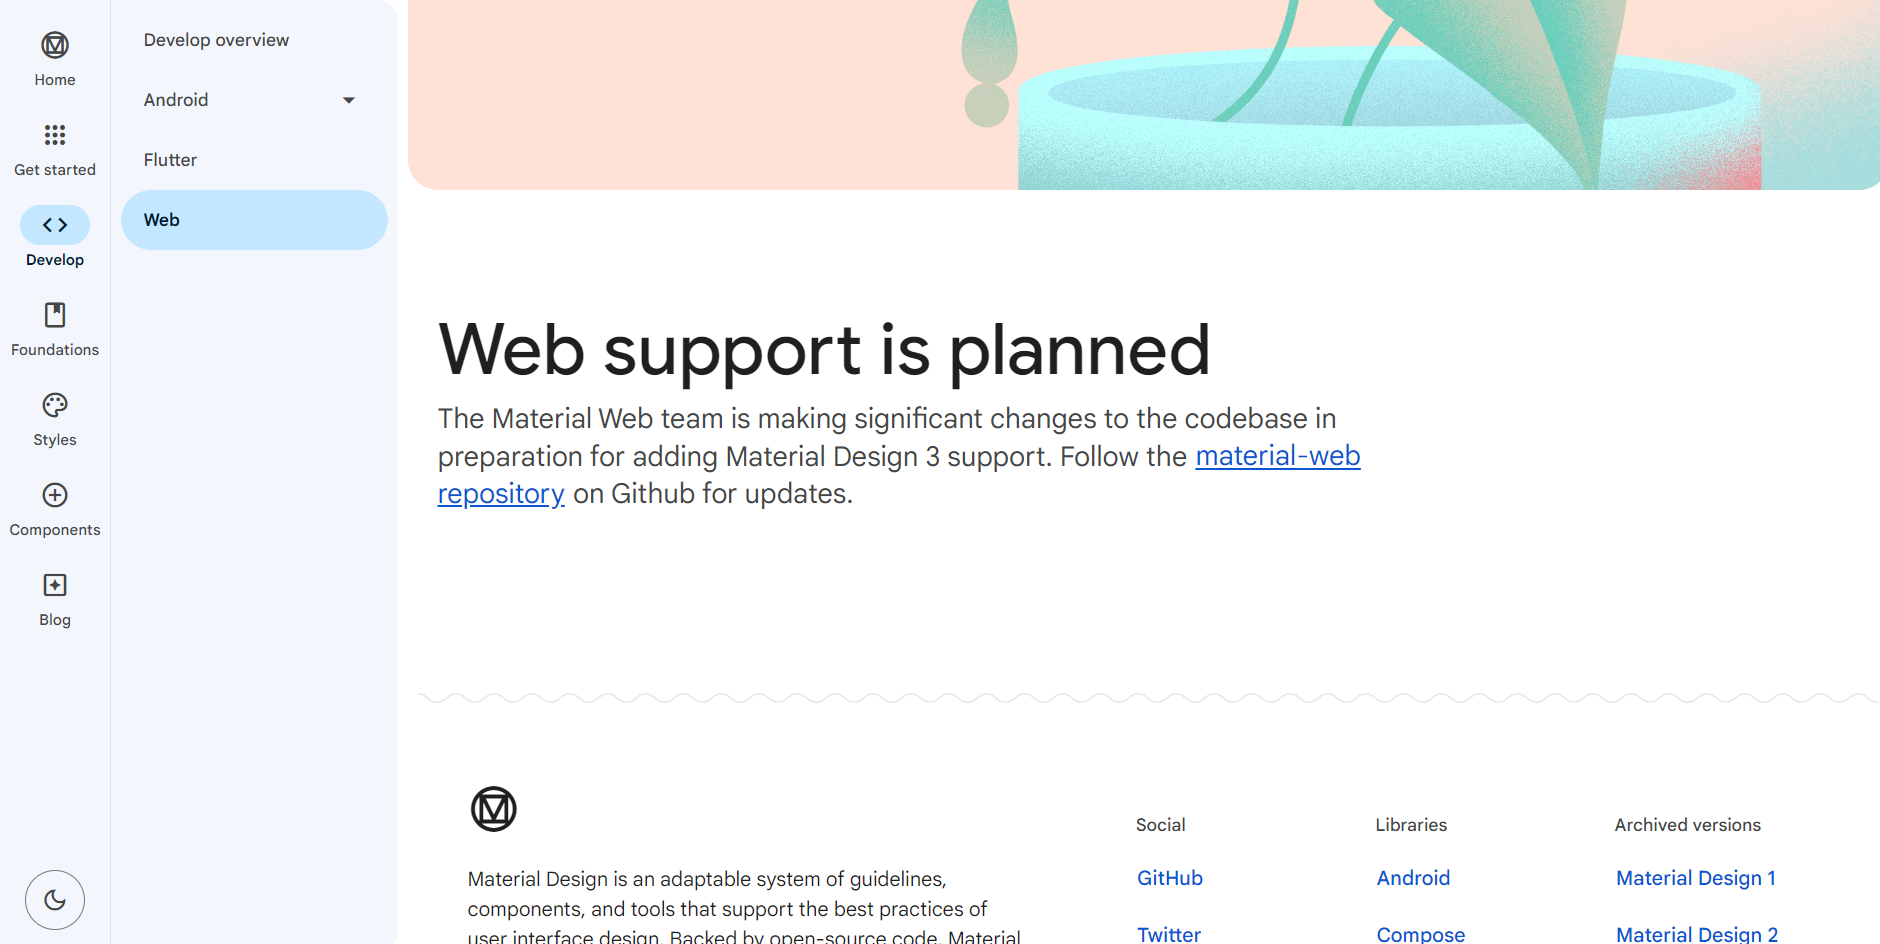 Home
Get started
Develop
Foundations
Styles
Components
Blog
Develop overview
Android
Flutter
Web
Web support is planned
The Material Web team is making significant changes to the codebase in
preparation for adding Material Design 3 support. Follow the material-web
repository on Github for updates.
Material Design is an adaptable system of guidelines,
components, and tools that support the best practices of
user interface design. Backed by open-source code, Material
Social
GitHub
Twitter
Libraries
Android
Compose
Archived versions
Material Design 1
Material Design 2